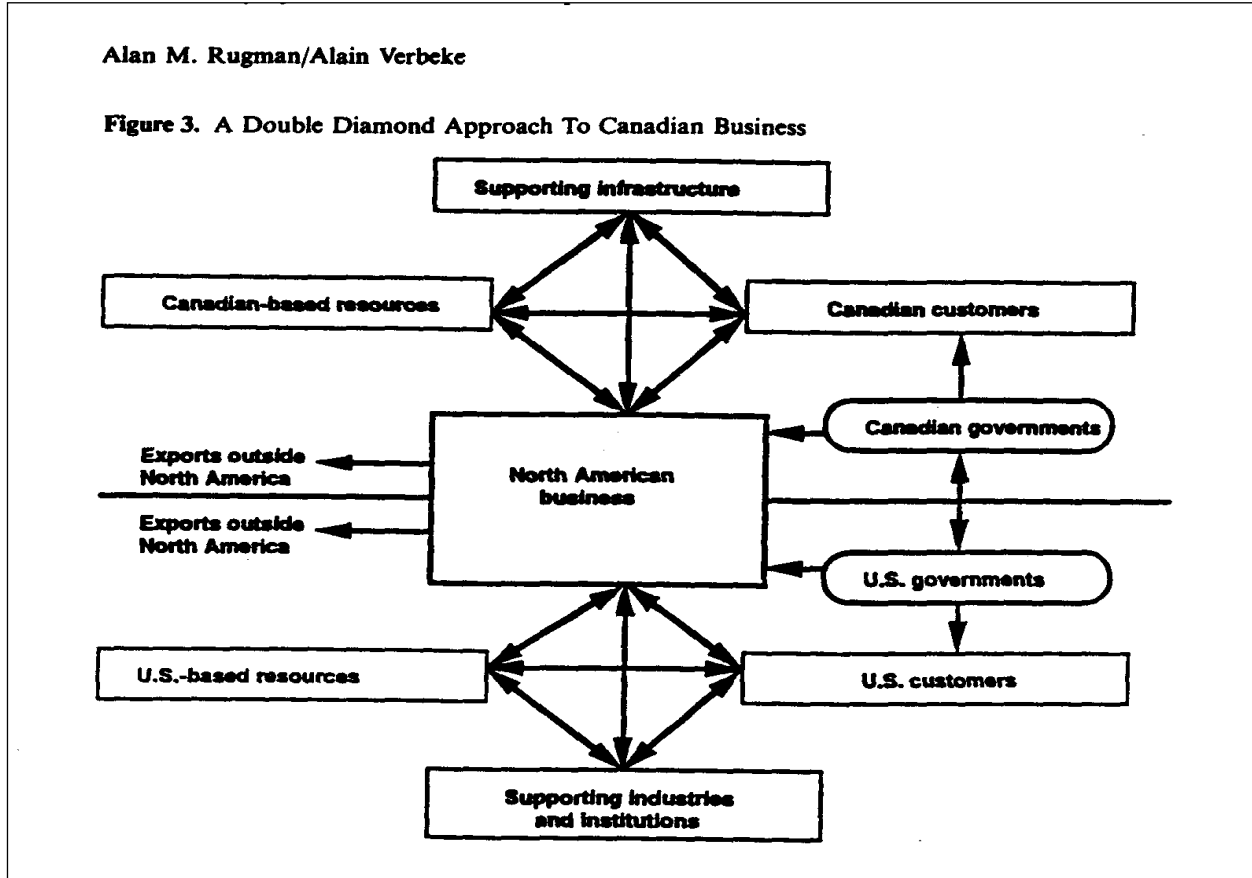 Alan M. Rugman/Alain Verbeke
Figure 3. A Double Diamond Approach To Canadian Business
Supporting infrastructure
Canadian-based resources
Canadian customers
Canadian governments
Exports outside
North America
North American
business
Exports outside
North America
U.S. governments
U.S.-based resources
U.S. customers
Supporting industries
and institutions